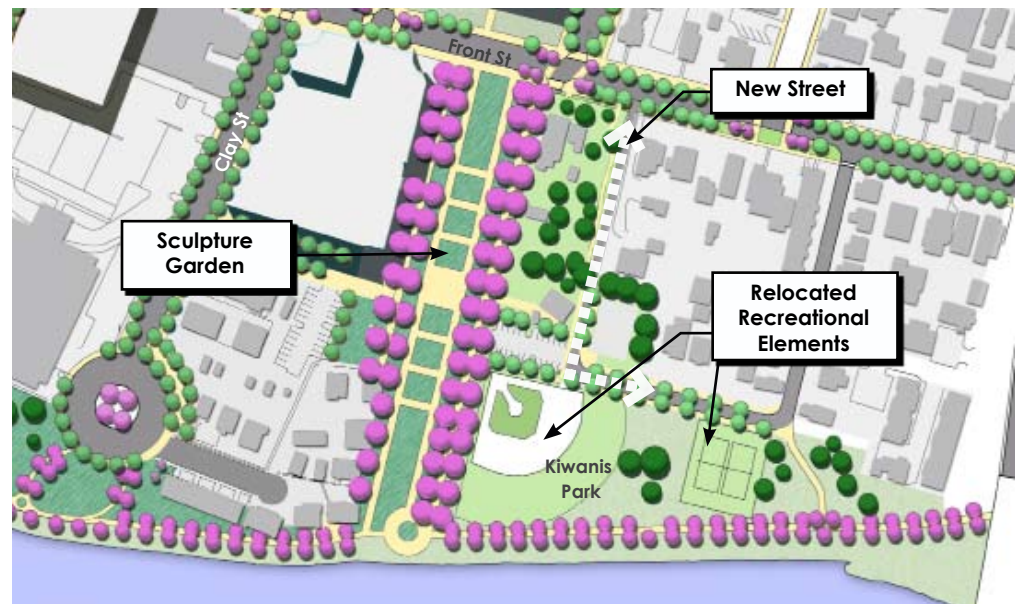 Front St
New Street
Clay St
Sculpture
Garden
Relocated
Recreational
Elements
Kiwanis
Park